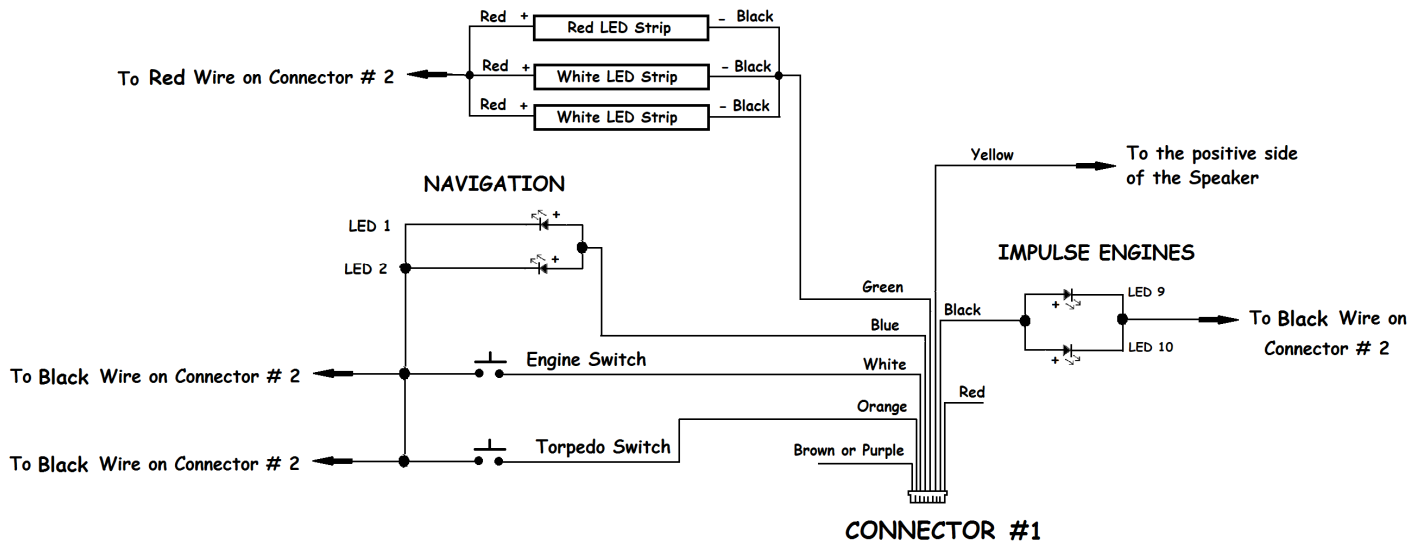 Red + Red LED Strip - Black
To Red Wire on Connector # 2
Red + White LED Strip - Black
Red + White LED Strip - Black
Yellow
To the positive side
of the Speaker
NAVIGATION
LED 1 +
LED 2 +
IMPULSE ENGINES
Green
Black
LED 9
+
To Black Wire on
Connector # 2
LED 10
+
Blue
Engine Switch
White
To Black Wire on Connector # 2
Red
Orange
Torpedo Switch
Brown or Purple
To Black Wire on Connector # 2
CONNECTOR #1